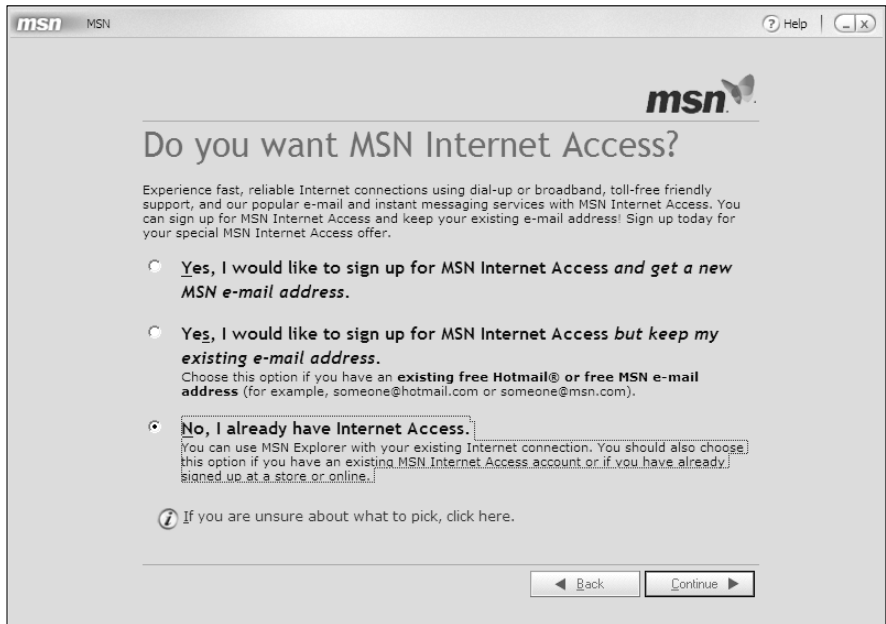 msn MSN Help
msn
Do you want MSN Internet Access?
Experience fast, reliable Internet connections using dial-up or broadband, toll-free friendly
support, and our popular e-mail and instant messaging services with MSN Internet Access. You
can sign up for MSN Internet Access and keep your existing e-mail address! Sign up today for
your special MSN Internet Access offer.
Yes, I would like to sign up for MSN Internet Access and get a new
MSN e-mail address.
Yes, I would like to sign up for MSN Internet Access but keep my
existing e-mail address.
Choose this option if you have an existing free Hotmail® or free MSN e-mail
address (for example, someone@hotmail.com or someone@msn.com).
No, I already have Internet Access.
You can use MSN Explorer with your existing Internet connection. You should also choose
this option if you have an existing MSN Internet Access account or if you have already
signed up at a store or online.
If you are unsure about what to pick, click here.
Back Continue